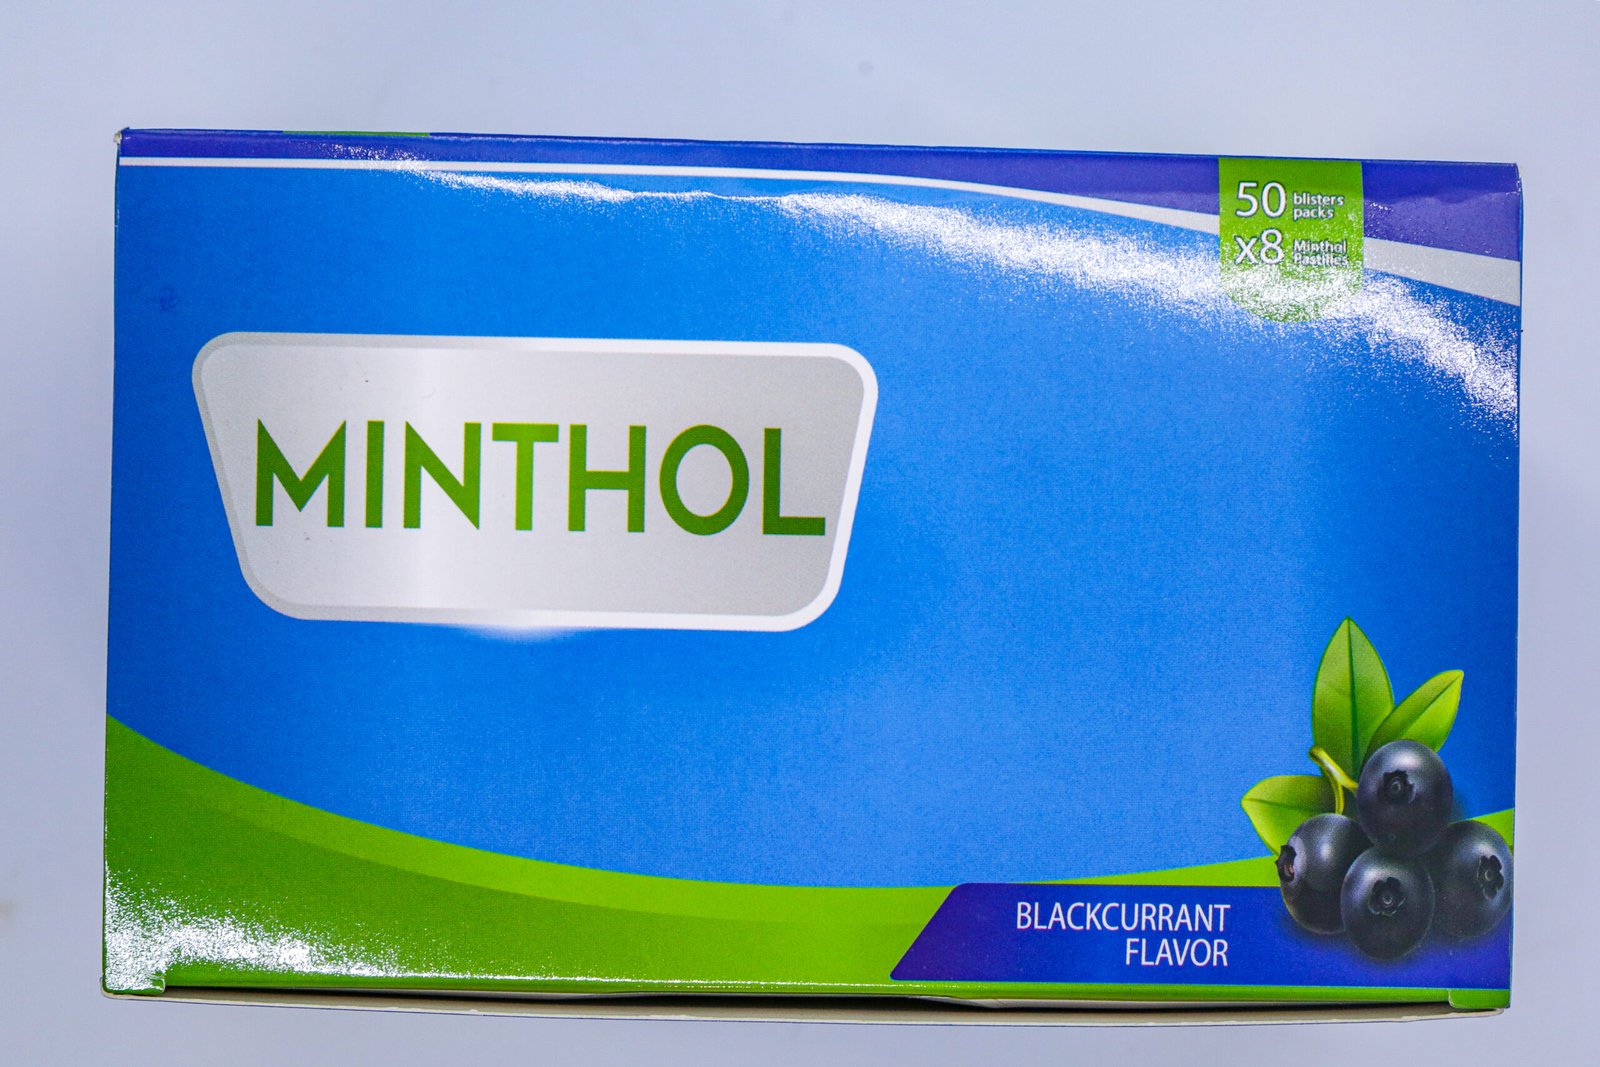 50 blisters
packs
x8 Minthol
Pastilles
MINTHOL
BLACKCURRANT
FLAVOR